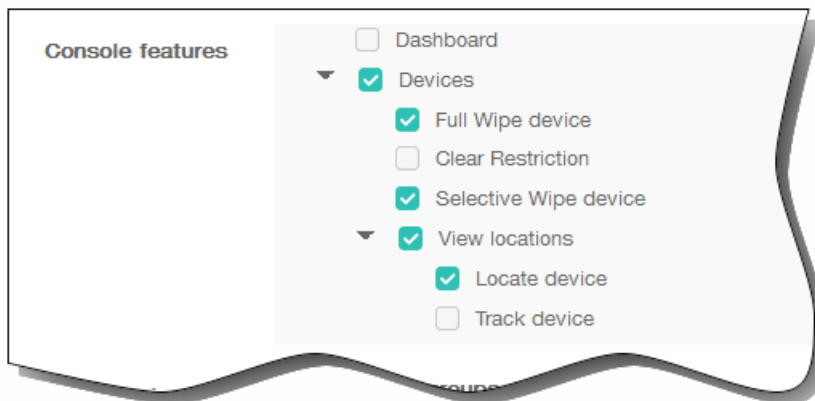 Console features
Dashboard
Devices
Full Wipe device
Clear Restriction
Selective Wipe device
View locations
Locate device
Track device